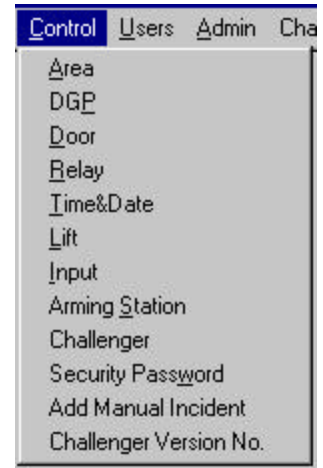 Control Users Admin Cha
Area
DGP
Door
Relay
Time&Date
Lift
Input
Arming Station
Challenger
Security Password
Add Manual Incident
Challenger Version No.